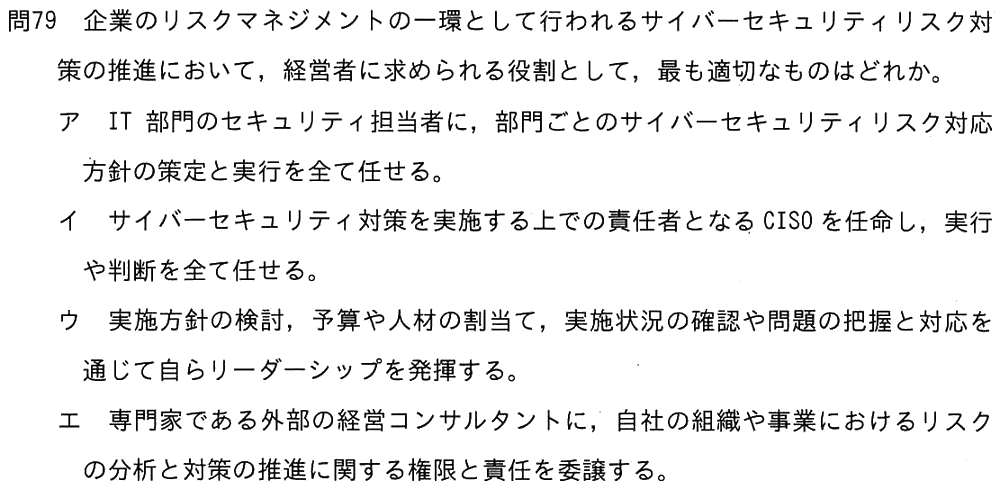 問79 企業のリスクマネジメントの一環として行われるサイバーセキュリティリスク対
策の推進において，経営者に求められる役割として，最も適切なものはどれか。
ア IT 部門のセキュリティ担当者に，部門ごとのサイバーセキュリティリスク対応
方針の策定と実行を全て任せる。
イ サイバーセキュリティ対策を実施する上での責任者となる CISO を任命し，実行
や判断を全て任せる。
ウ 実施方針の検討，予算や人材の割当て，実施状況の確認や問題の把握と対応を
通じて自らリーダーシップを発揮する。
エ 専門家である外部の経営コンサルタントに，自社の組織や事業におけるリスク
の分析と対策の推進に関する権限と責任を委譲する。